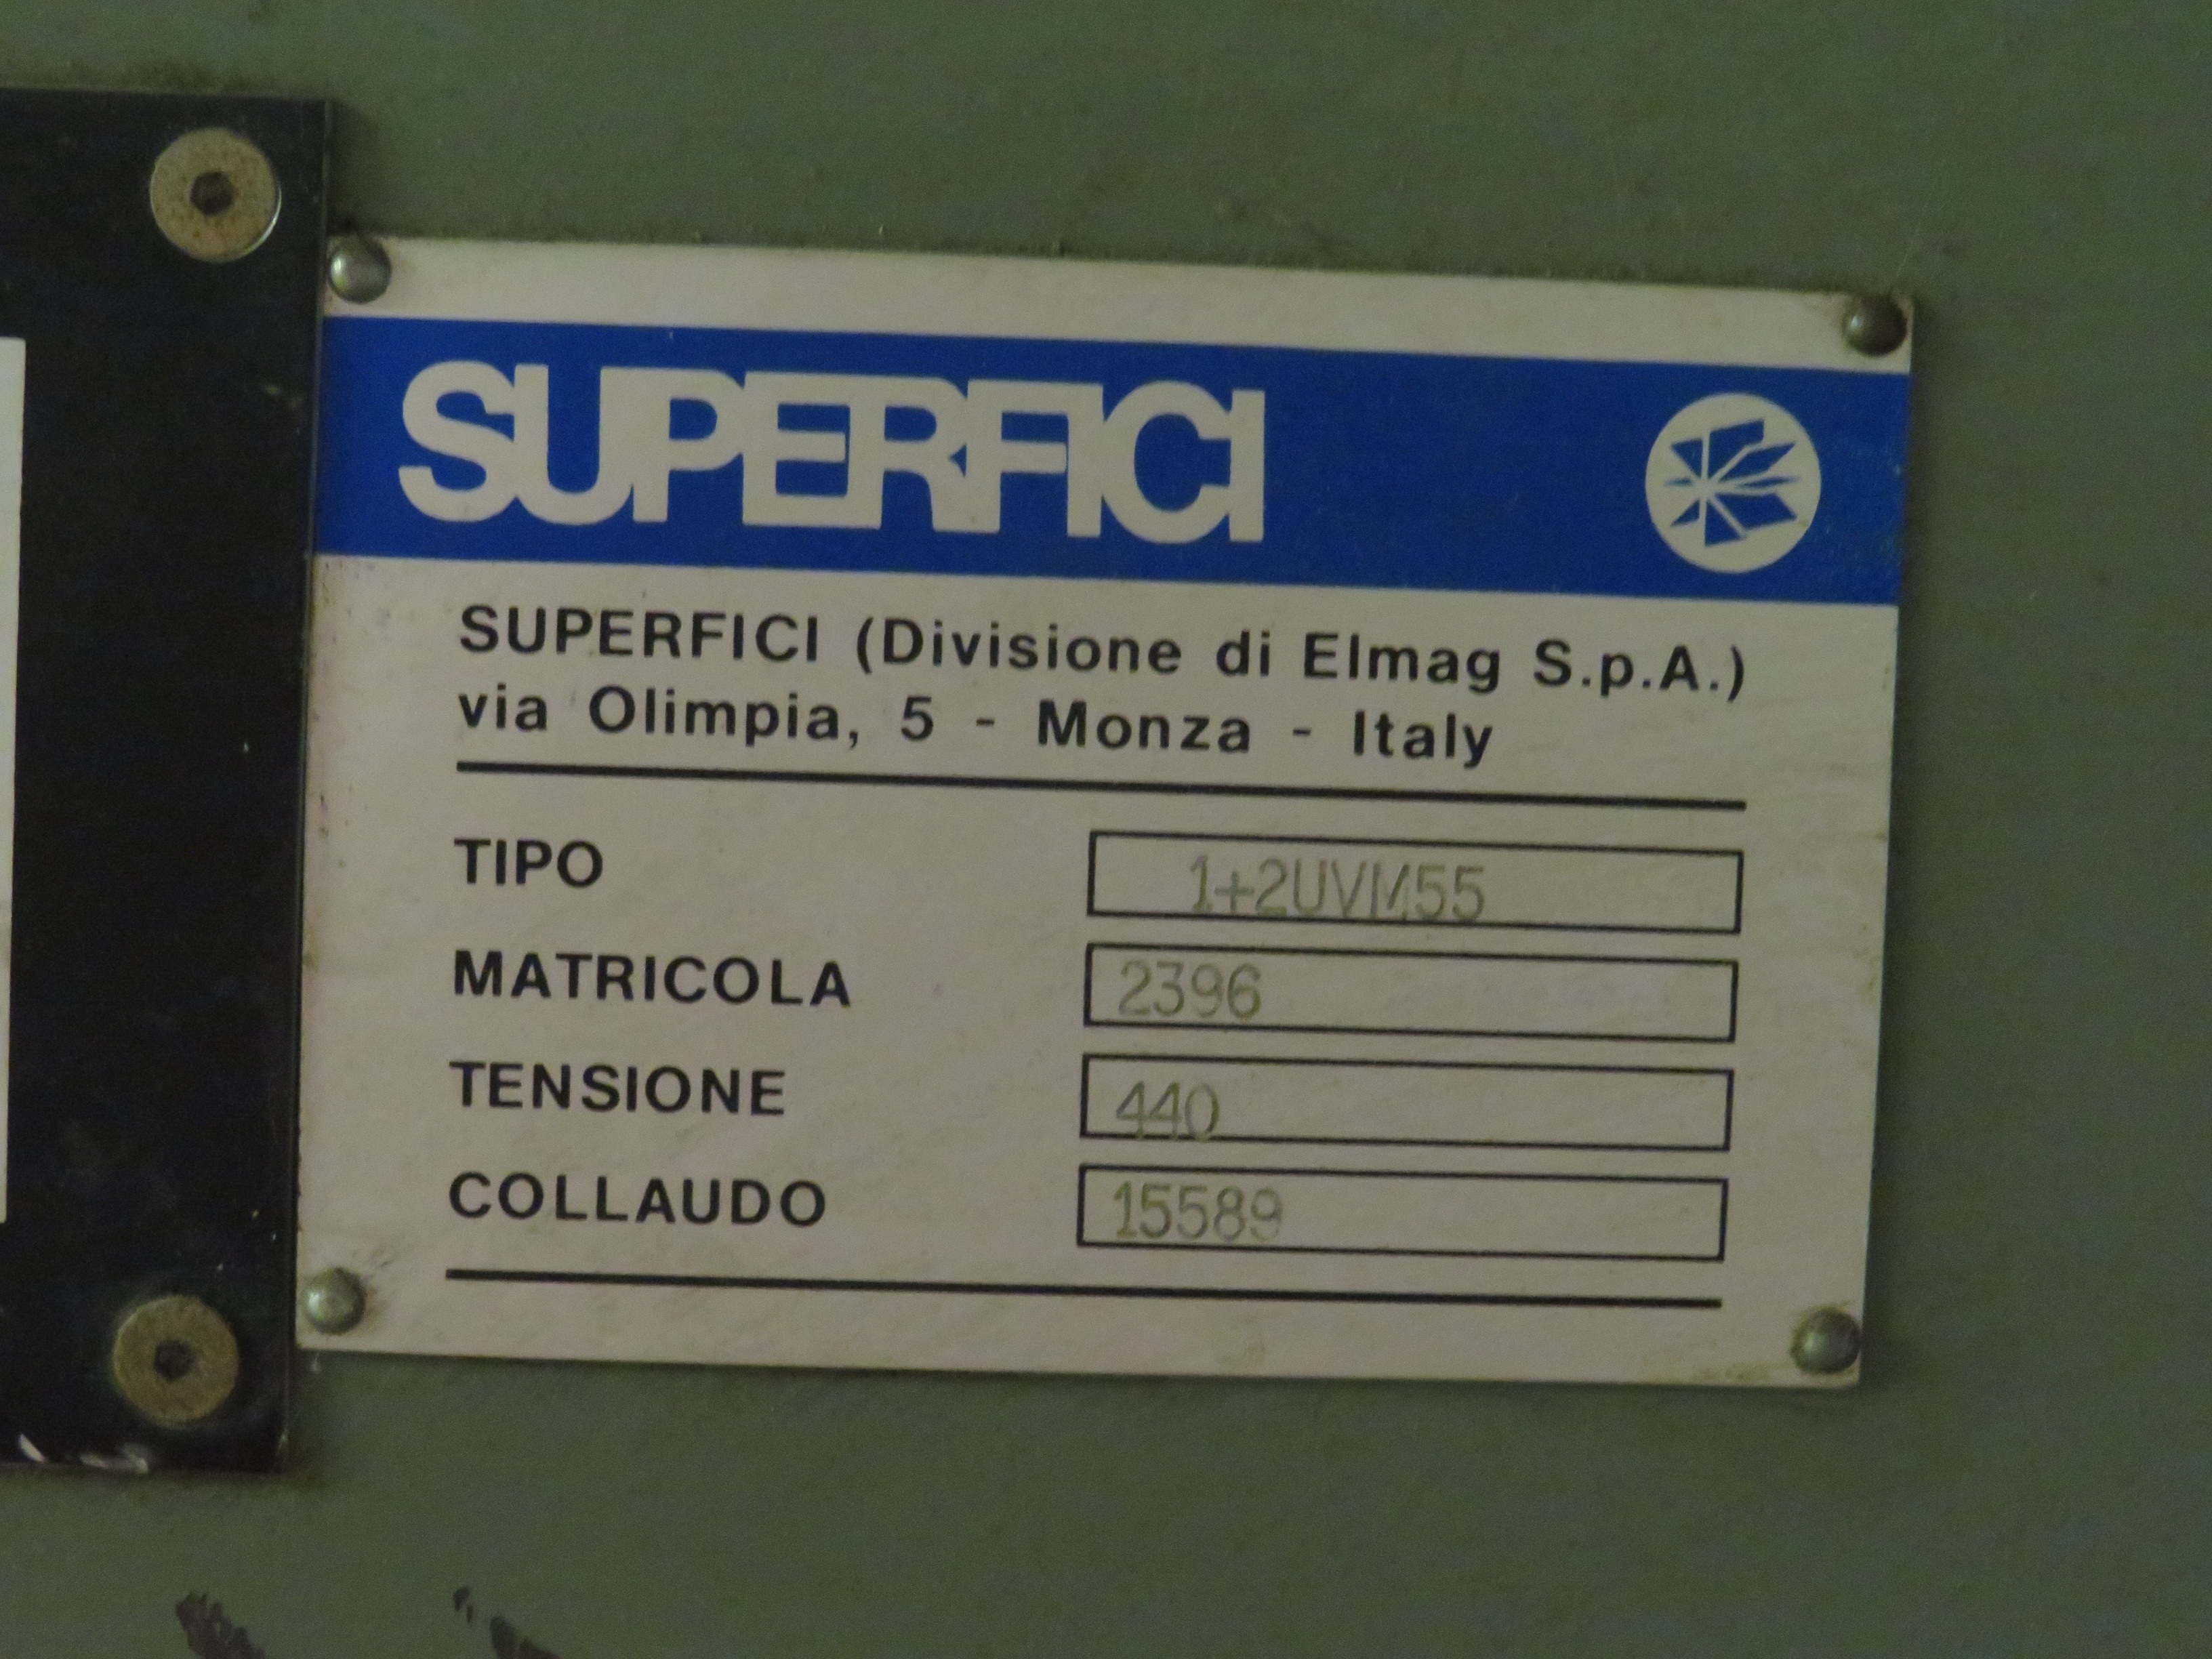 SUPERFICI
SUPERFICI (Divisione di Elmag S.p.A.)
via Olimpia, 5 - Monza - Italy
TIPO 1+2UVM55
MATRICOLA 2396
TENSIONE 440
COLLAUDO 15589